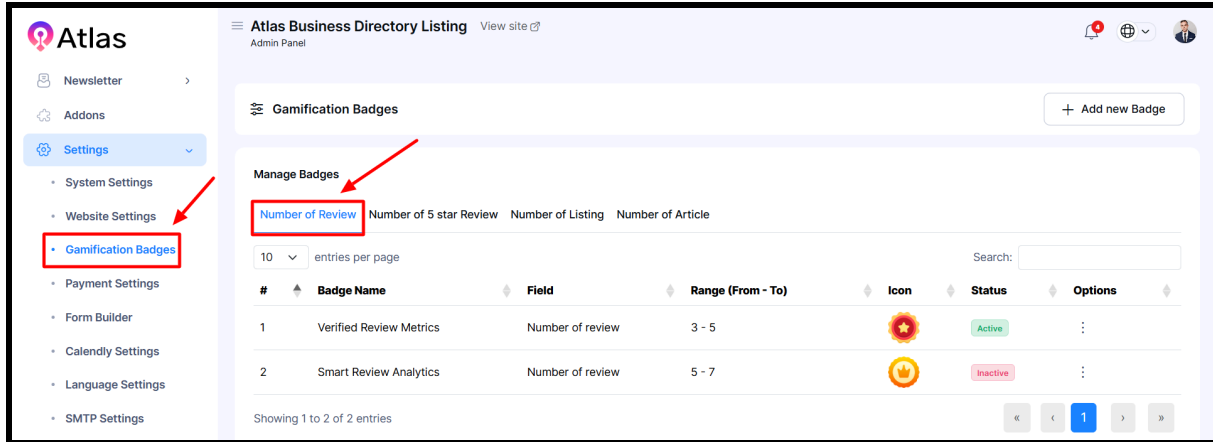 Atlas
Newsletter
Addons
Settings
System Settings
Website Settings
Gamification Badges
Payment Settings
Form Builder
Calendly Settings
Language Settings
SMTP Settings
Atlas Business Directory Listing View site
Admin Panel
4
Gamification Badges
+ Add new Badge
Manage Badges
Number of Review Number of 5 star Review Number of Listing Number of Article
10 entries per page Search:
# Badge Name Field Range (From - To) Icon Status Options
1 Verified Review Metrics Number of review 3 - 5 Active
2 Smart Review Analytics Number of review 5 - 7 Inactive
Showing 1 to 2 of 2 entries « ‹ 1 › »